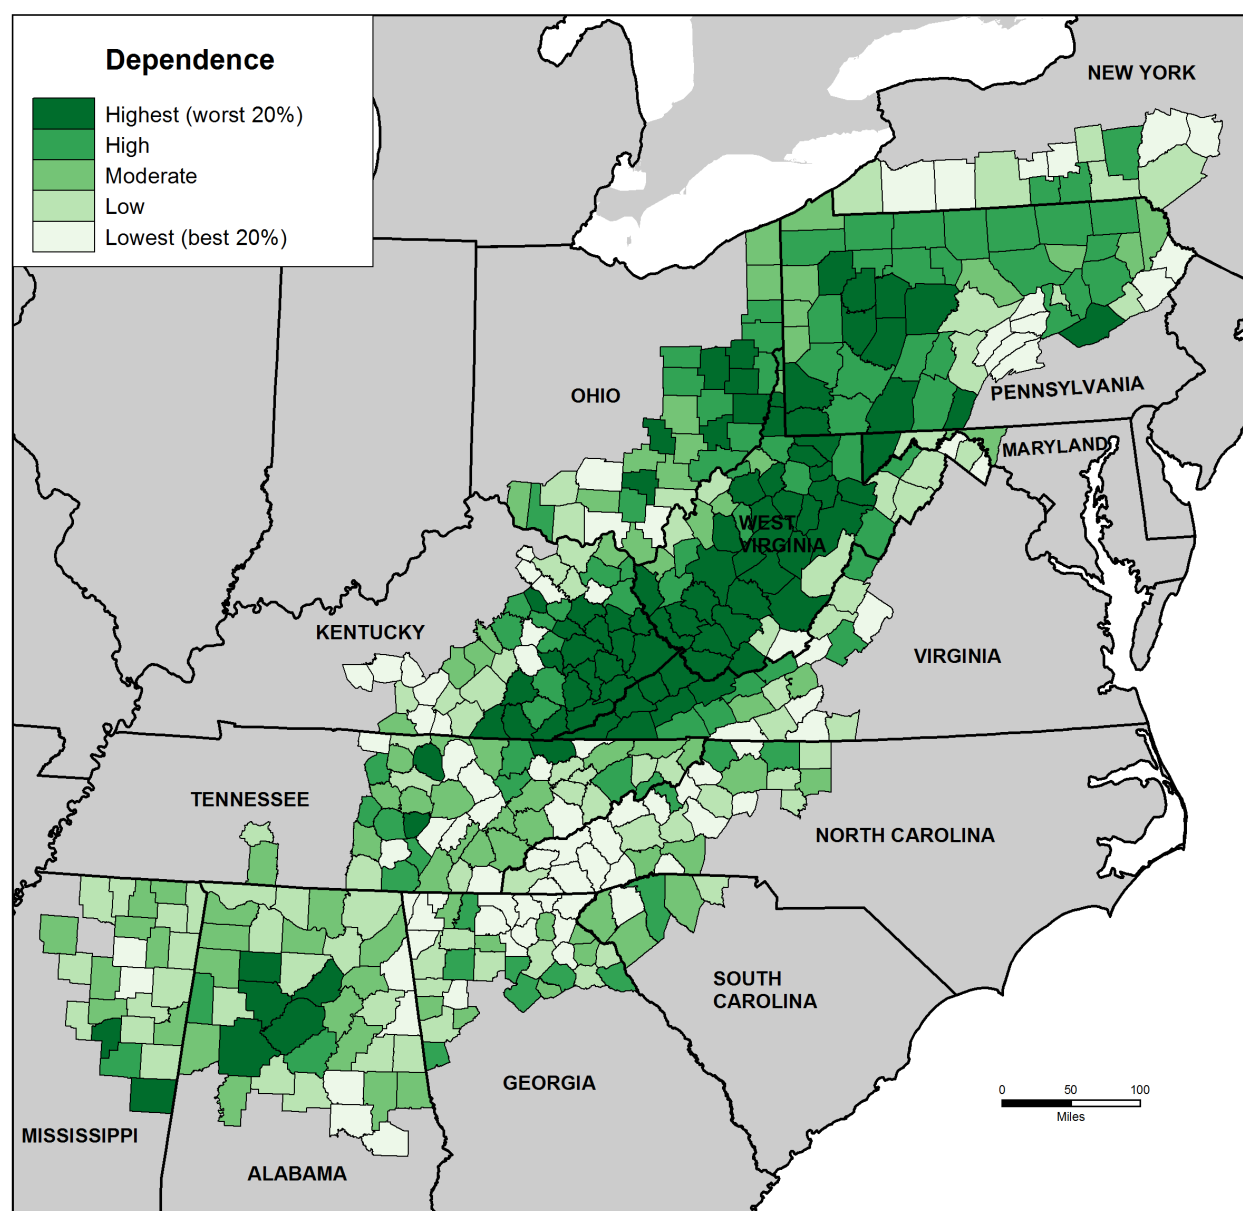 Dependence
Highest (worst 20%)
High
Moderate
Low
Lowest (best 20%)
NEW YORK
OHIO
PENNSYLVANIA
MARYLAND
WEST
VIRGINIA
KENTUCKY
VIRGINIA
TENNESSEE
NORTH CAROLINA
SOUTH
CAROLINA
GEORGIA
0 50 100
Miles
MISSISSIPPI
ALABAMA